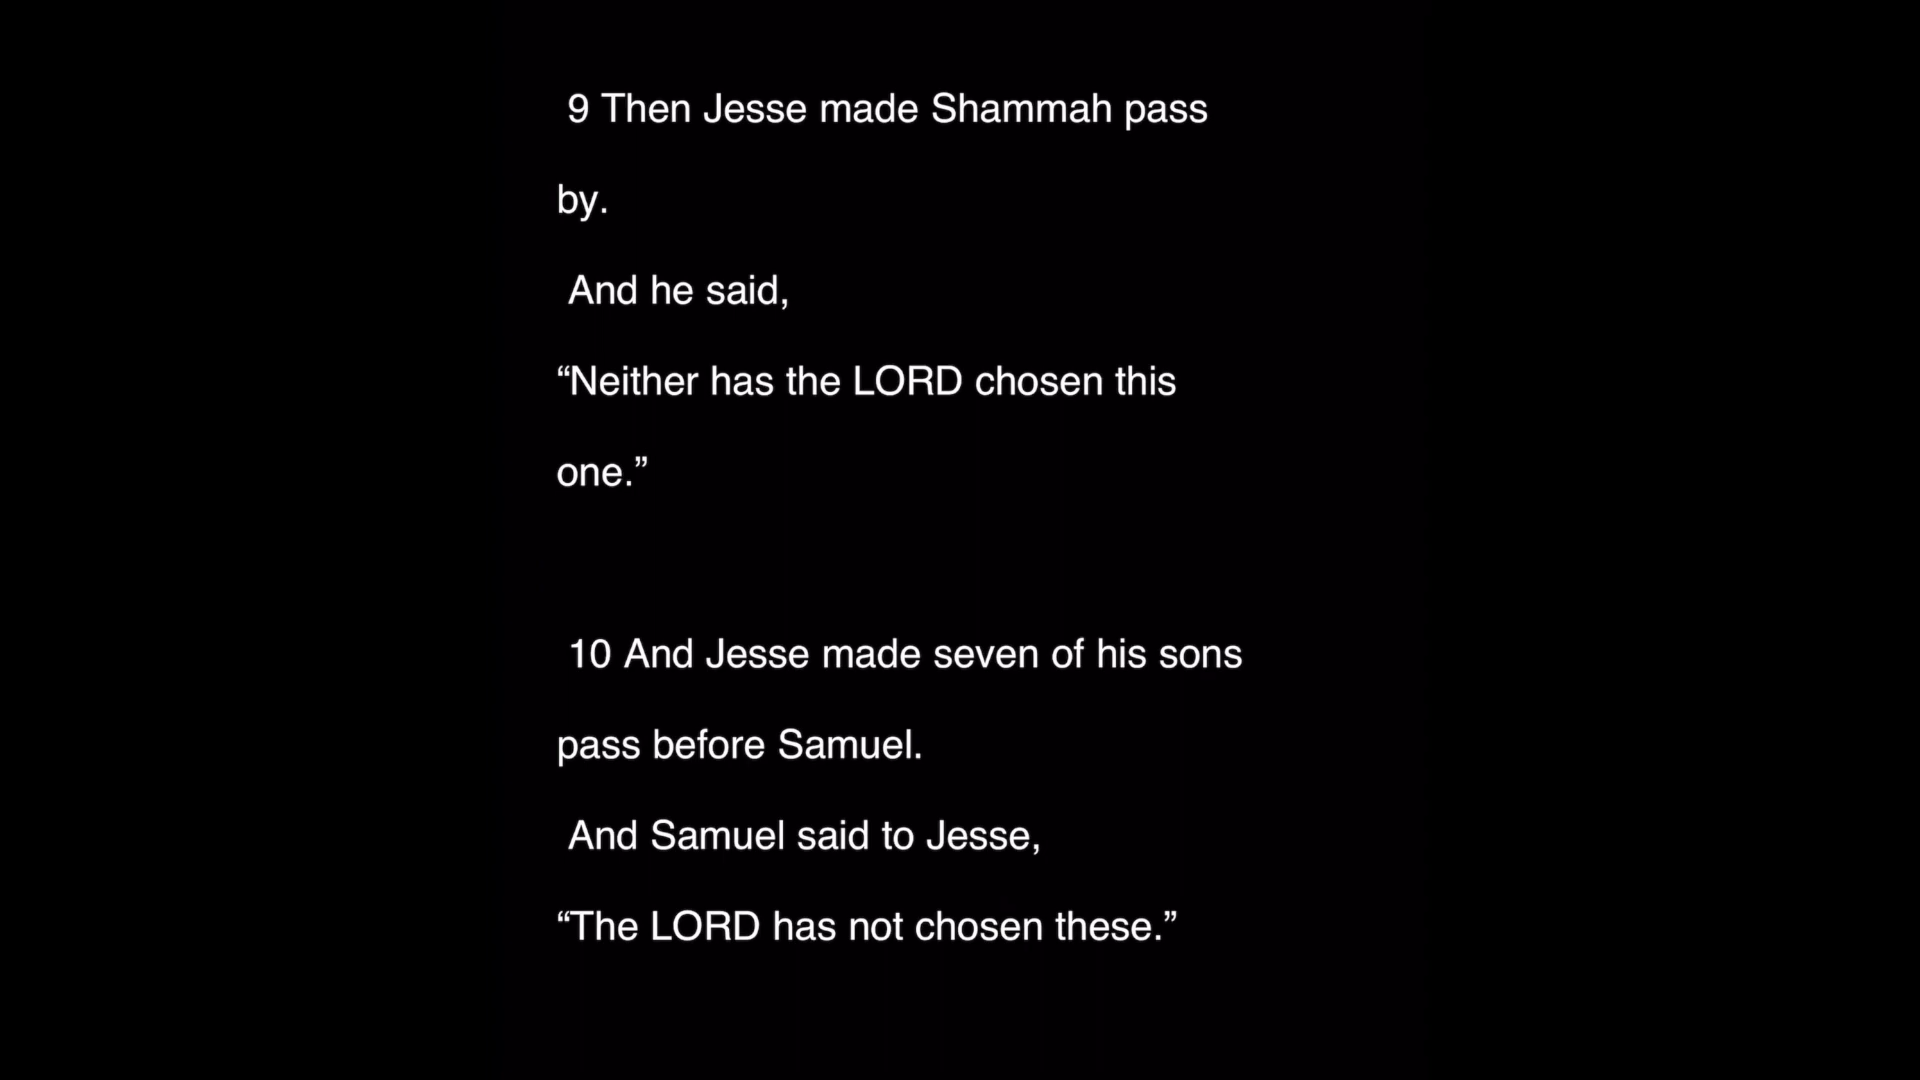 9 Then Jesse made Shammah pass
by.
And he said,
“Neither has the LORD chosen this
one.”
10 And Jesse made seven of his sons
pass before Samuel.
And Samuel said to Jesse,
“The LORD has not chosen these.”